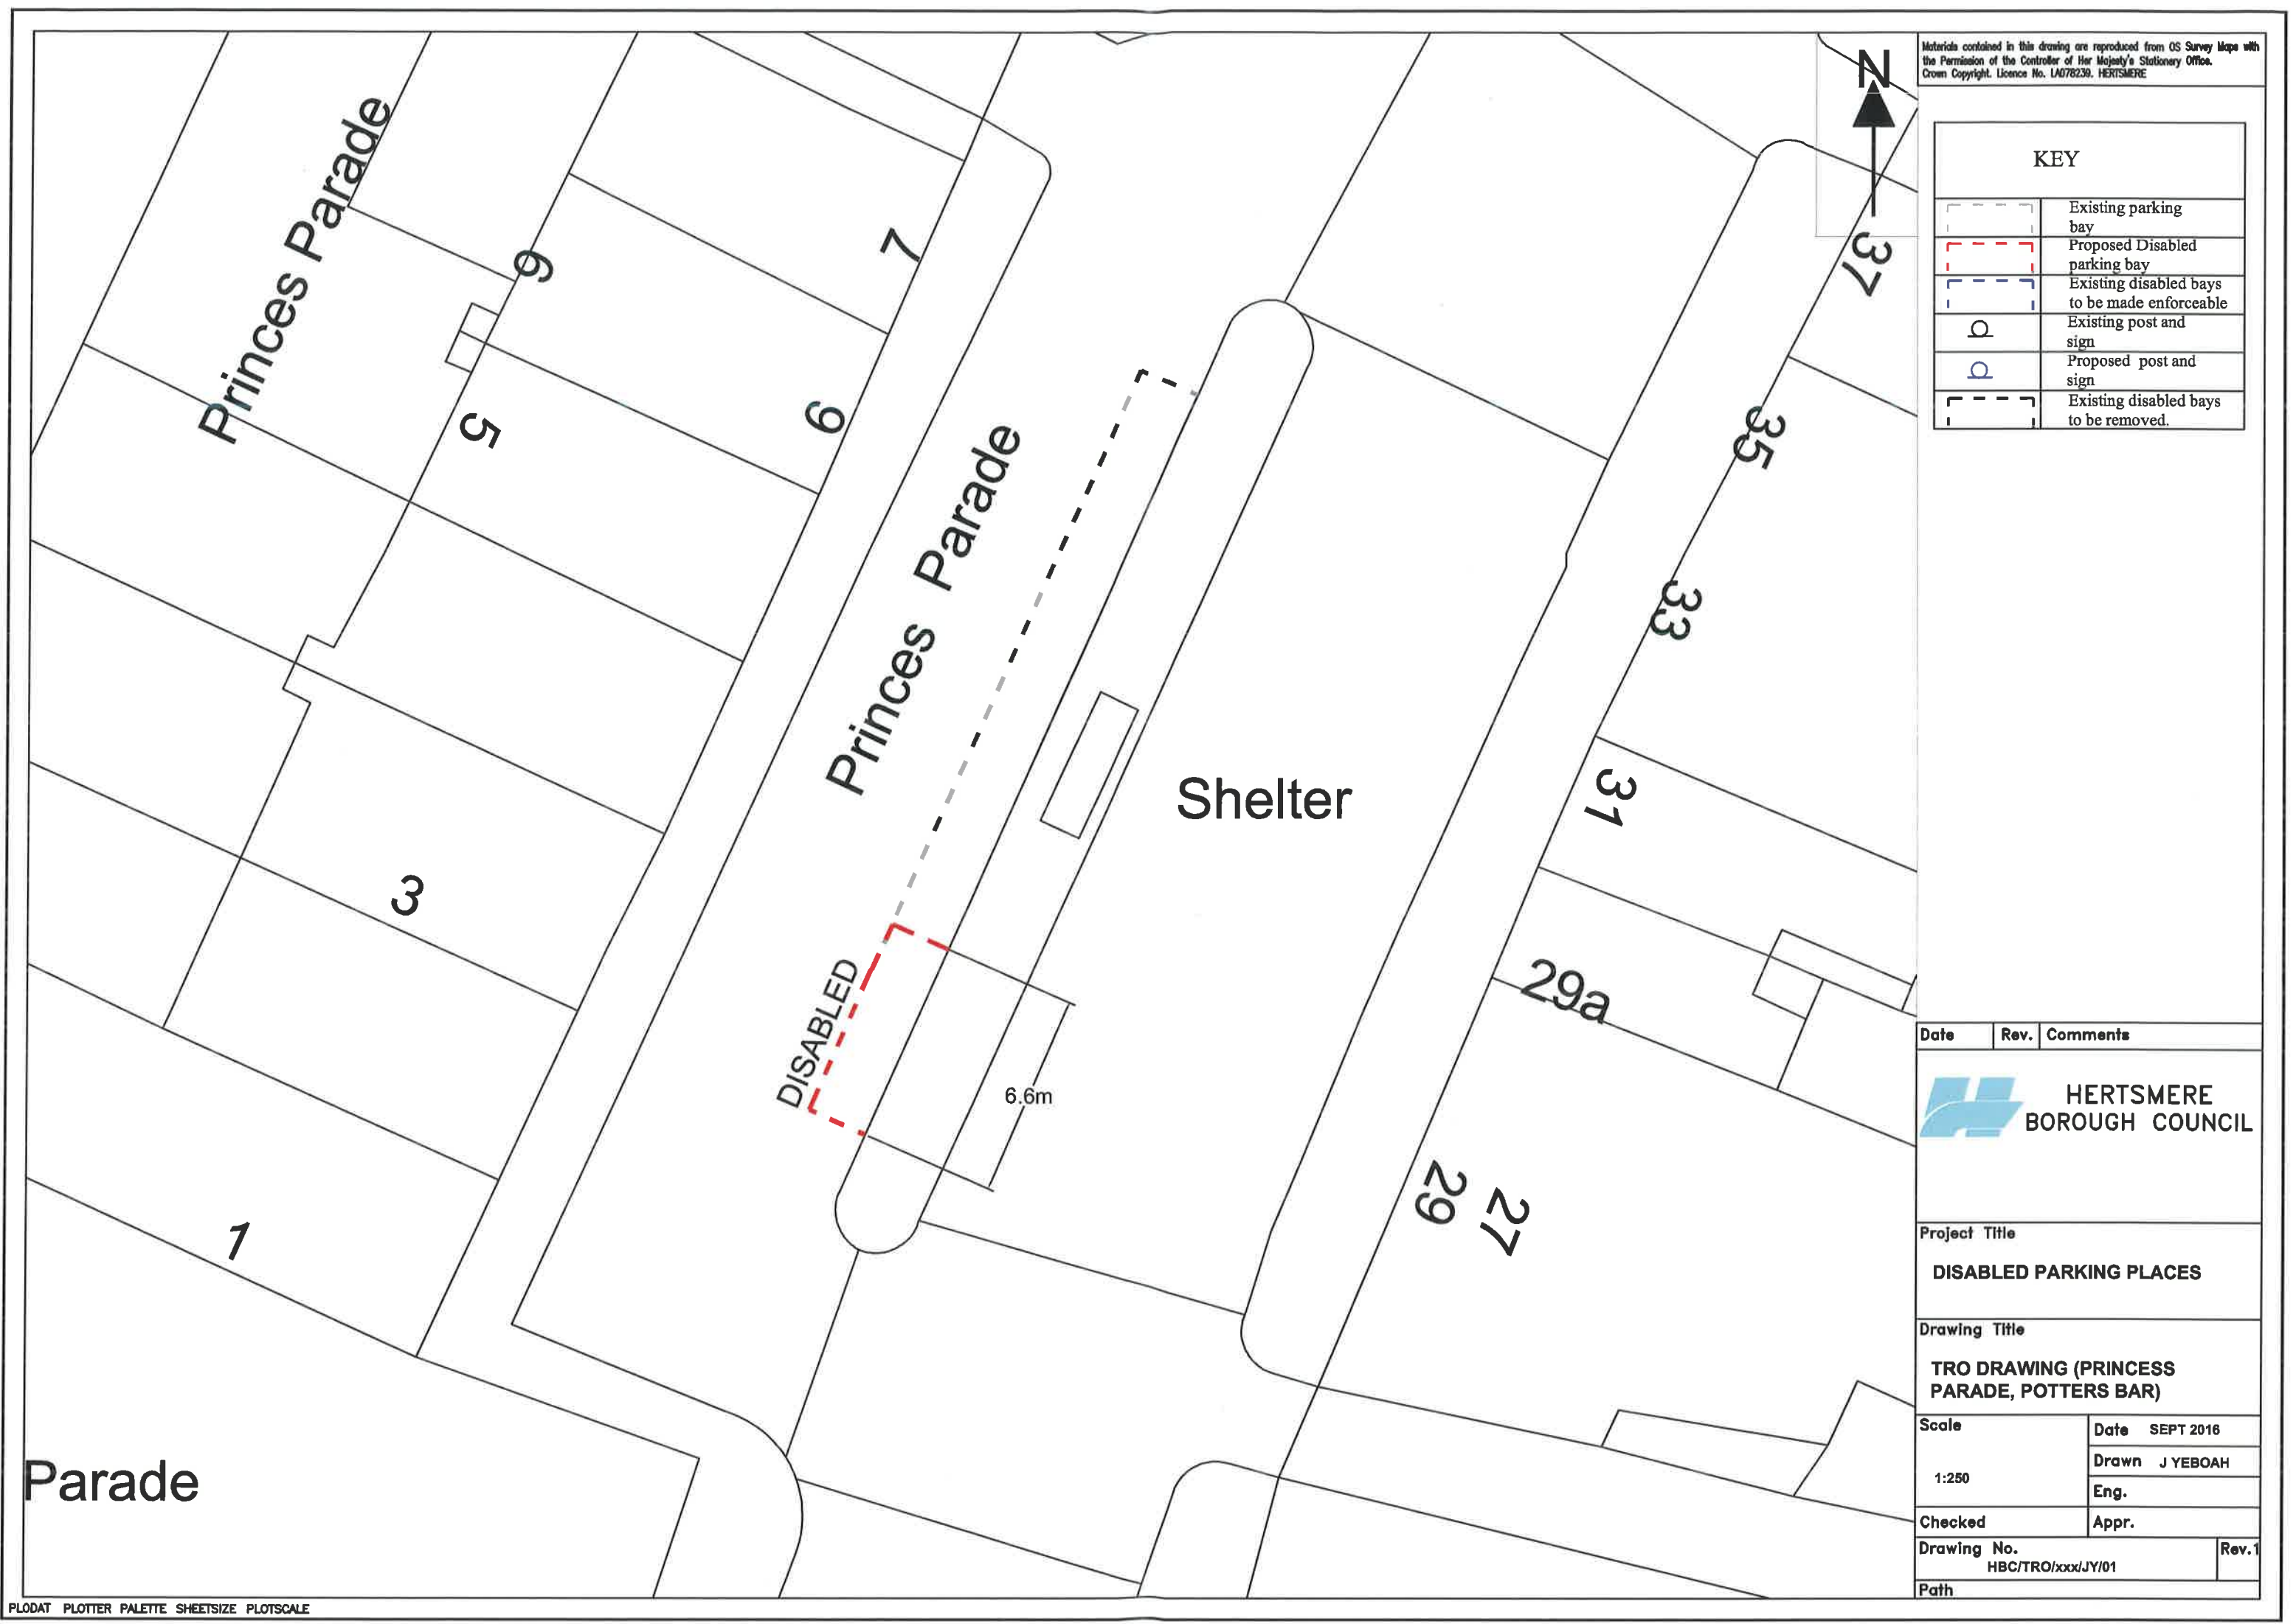 Materials contained in this drawing are reproduced from OS Survey Maps with
the Permission of the Controller of Her Majesty's Stationery Office.
Crown Copyright. Licence No. LA078239. HERTSMERE
N
KEY
Existing parking
bay
Proposed Disabled
parking bay
Existing disabled bays
to be made enforceable
Existing post and
sign
Proposed post and
sign
Existing disabled bays
to be removed.
Princes Parade
9
7
5
6
Princes Parade
37
35
33
31
Shelter
3
29a
DISABLED
6.6m
29
27
1
Parade
Date Rev. Comments
HERTSMERE
BOROUGH COUNCIL
Project Title
DISABLED PARKING PLACES
Drawing Title
TRO DRAWING (PRINCESS
PARADE, POTTERS BAR)
Scale
1:250
Date SEPT 2016
Drawn J YEBOAH
Eng.
Checked
Appr.
Drawing No.
HBC/TRO/xxx/JY/01
Rev.1
Path
PLODAT PLOTTER PALETTE SHEETSIZE PLOTSCALE